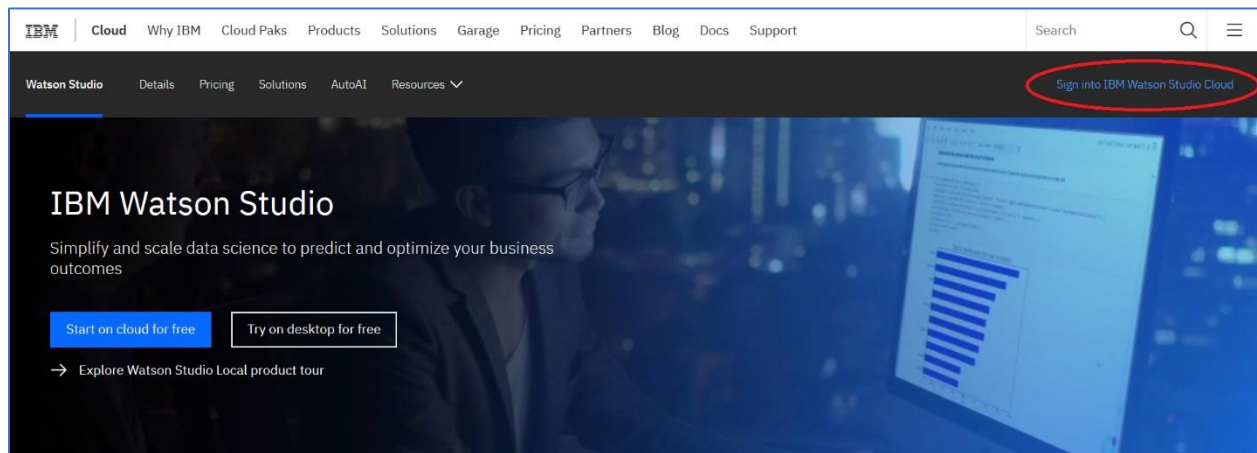 IBM Cloud Why IBM Cloud Paks Products Solutions Garage Pricing Partners Blog Docs Support Search
Watson Studio Details Pricing Solutions AutoAI Resources Sign into IBM Watson Studio Cloud
IBM Watson Studio
Simplify and scale data science to predict and optimize your business
outcomes
Start on cloud for free Try on desktop for free
→ Explore Watson Studio Local product tour